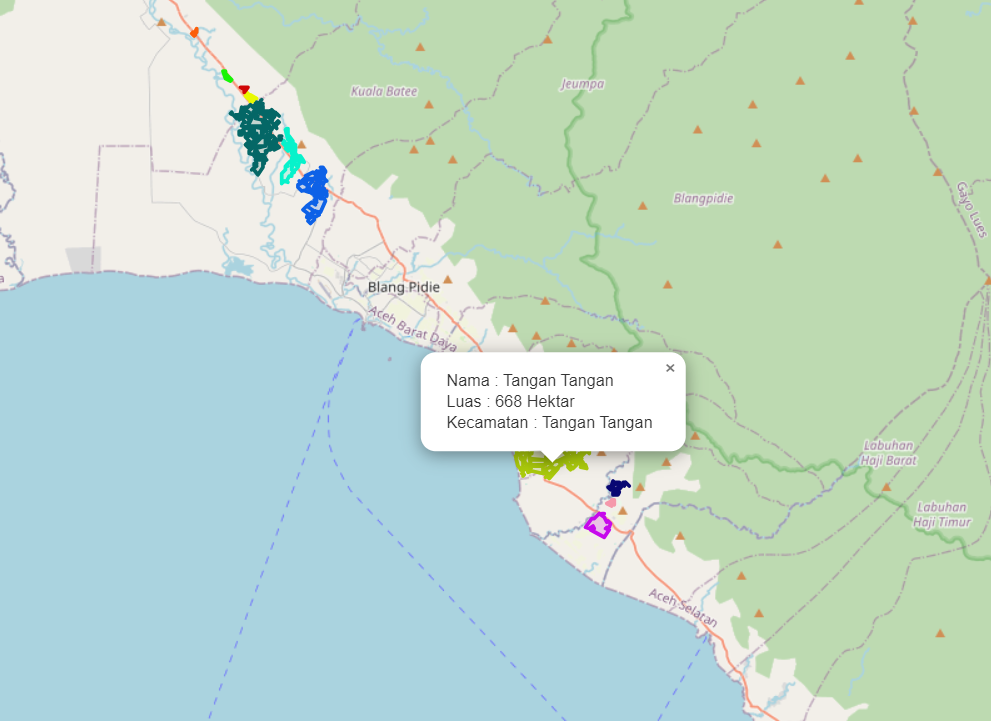 Kuala Batee
Jeumpa
Blangpidie
Gayo Lues
a
Blang Pidie
Aceh Barat Daya
×
Nama : Tangan Tangan
Luas : 668 Hektar
Kecamatan : Tangan Tangan
Labuhan
Haji Barat
Labuhan
Haji Timur
Aceh Selatan